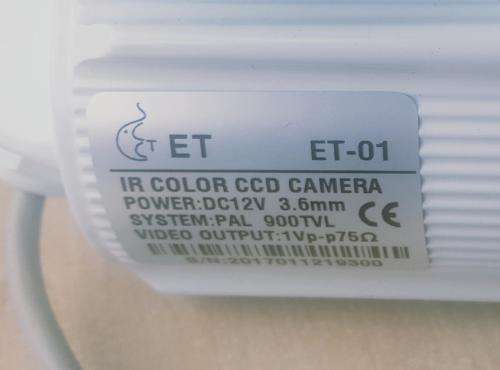 ET ET ET-01
IR COLOR CCD CAMERA
POWER:DC12V 3.6mm
SYSTEM:PAL 900TVL CE
VIDEO OUTPUT:1Vp-p75Ω
S/N:2017011219300